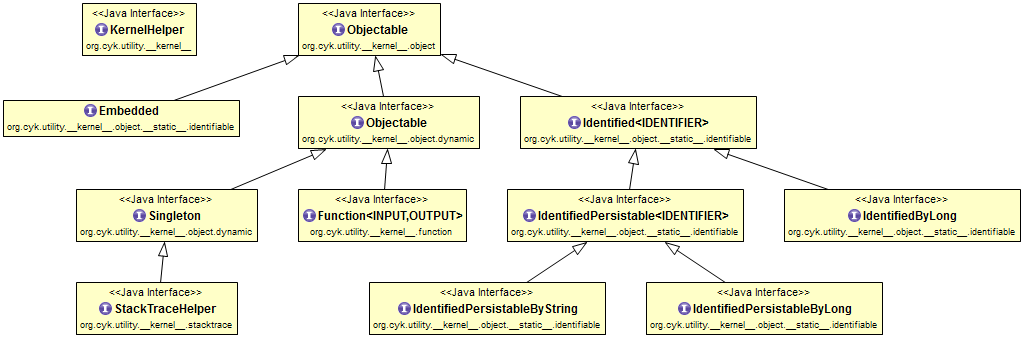 <<Java Interface>>
KernelHelper
org.cyk.utility.__kernel__
<<Java Interface>>
Objectable
org.cyk.utility.__kernel__.object
Embedded
org.cyk.utility.__kernel__.object.__static__.identifiable
<<Java Interface>>
Objectable
org.cyk.utility.__kernel__.object.dynamic
<<Java Interface>>
Identified<IDENTIFIER>
org.cyk.utility.__kernel__.object.__static__.identifiable
<<Java Interface>>
Singleton
org.cyk.utility.__kernel__.object.dynamic
<<Java Interface>>
Function<INPUT,OUTPUT>
org.cyk.utility.__kernel__.function
<<Java Interface>>
IdentifiedPersistable<IDENTIFIER>
org.cyk.utility.__kernel__.object.__static__.identifiable
<<Java Interface>>
IdentifiedByLong
org.cyk.utility.__kernel__.object.__static__.identifiable
<<Java Interface>>
StackTraceHelper
org.cyk.utility.__kernel__.stacktrace
<<Java Interface>>
IdentifiedPersistableByString
org.cyk.utility.__kernel__.object.__static__.identifiable
<<Java Interface>>
IdentifiedPersistableByLong
org.cyk.utility.__kernel__.object.__static__.identifiable